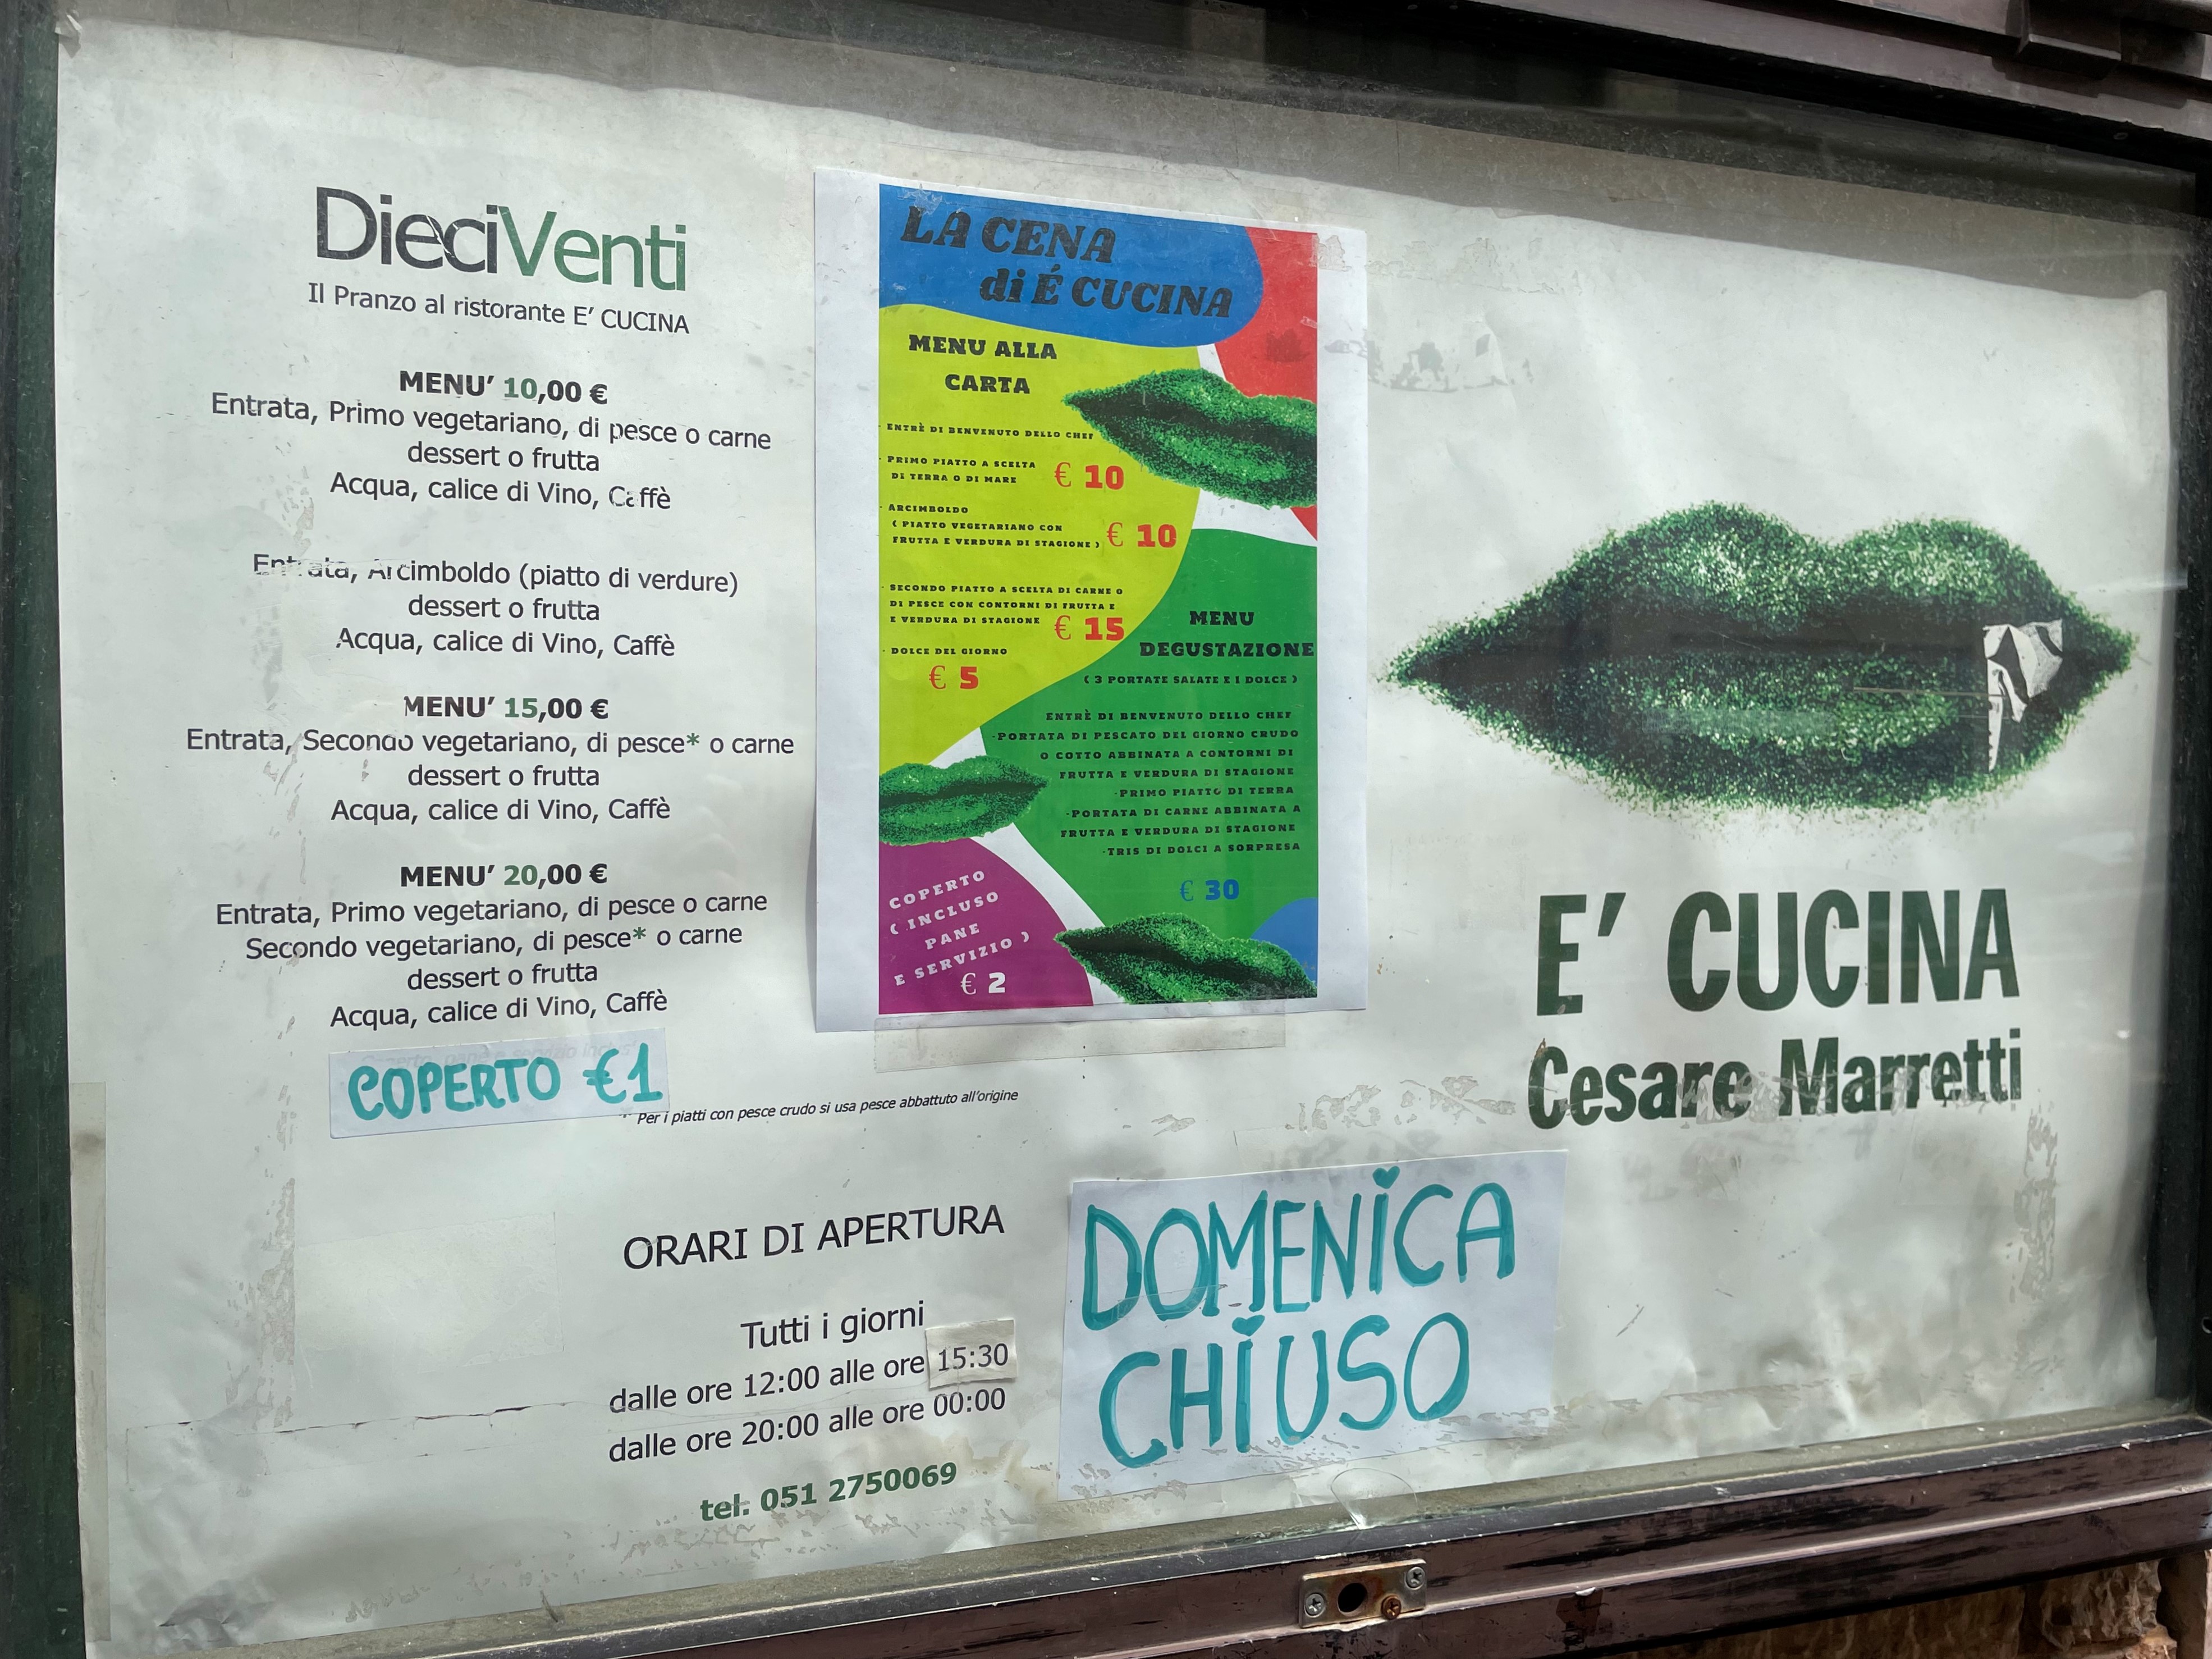 DieciVenti
Il Pranzo al ristorante E' CUCINA
MENU' 10,00 €
Entrata, Primo vegetariano, di pesce o carne
dessert o frutta
Acqua, calice di Vino, Caffè
Entrata, Arcimboldo (piatto di verdure)
dessert o frutta
Acqua, calice di Vino, Caffè
MENU' 15,00 €
Entrata, Secondo vegetariano, di pesce* o carne
dessert o frutta
Acqua, calice di Vino, Caffè
MENU' 20,00 €
Entrata, Primo vegetariano, di pesce o carne
Secondo vegetariano, di pesce* o carne
dessert o frutta
Acqua, calice di Vino, Caffè
COPERTO €1
* Per i piatti con pesce crudo si usa pesce abbattuto all'origine
LA CENA
di É CUCINA
MENU ALLA
CARTA
· ENTRÈ DI BENVENUTO DELLO CHEF
· PRIMO PIATTO A SCELTA
DI TERRA O DI MARE € 10
· ARCIMBOLDO
( PIATTO VEGETARIANO CON
FRUTTA E VERDURA DI STAGIONE ) € 10
· SECONDO PIATTO A SCELTA DI CARNE O
DI PESCE CON CONTORNI DI FRUTTA E
E VERDURA DI STAGIONE € 15
· DOLCE DEL GIORNO
€ 5
MENU
DEGUSTAZIONE
( 3 PORTATE SALATE E 1 DOLCE )
ENTRÈ DI BENVENUTO DELLO CHEF
-PORTATA DI PESCATO DEL GIORNO CRUDO
O COTTO ABBINATA A CONTORNI DI
FRUTTA E VERDURA DI STAGIONE
-PRIMO PIATTO DI TERRA
-PORTATA DI CARNE ABBINATA A
FRUTTA E VERDURA DI STAGIONE
-TRIS DI DOLCI A SORPRESA
€ 30
COPERTO
( INCLUSO
PANE
E SERVIZIO )
€ 2
E' CUCINA
Cesare Marretti
ORARI DI APERTURA
Tutti i giorni
dalle ore 12:00 alle ore 15:30
dalle ore 20:00 alle ore 00:00
tel. 051 2750069
DOMENICA
CHIUSO